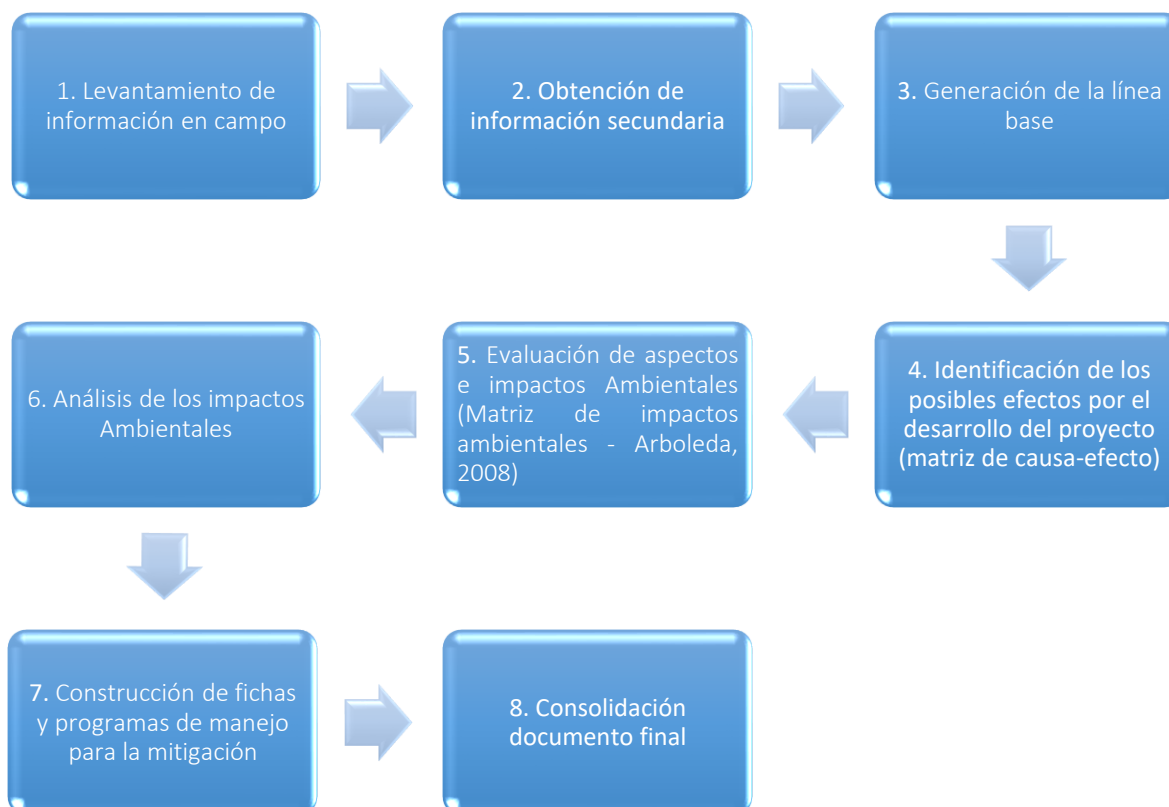 1. Levantamiento de
información en campo
2. Obtención de
información secundaria
3. Generación de la línea
base
4. Identificación de los
posibles efectos por el
desarrollo del proyecto
(matriz de causa-efecto)
5. Evaluación de aspectos
e impactos Ambientales
(Matriz de impactos
ambientales - Arboleda,
2008)
6. Análisis de los impactos
Ambientales
7. Construcción de fichas
y programas de manejo
para la mitigación
8. Consolidación
documento final